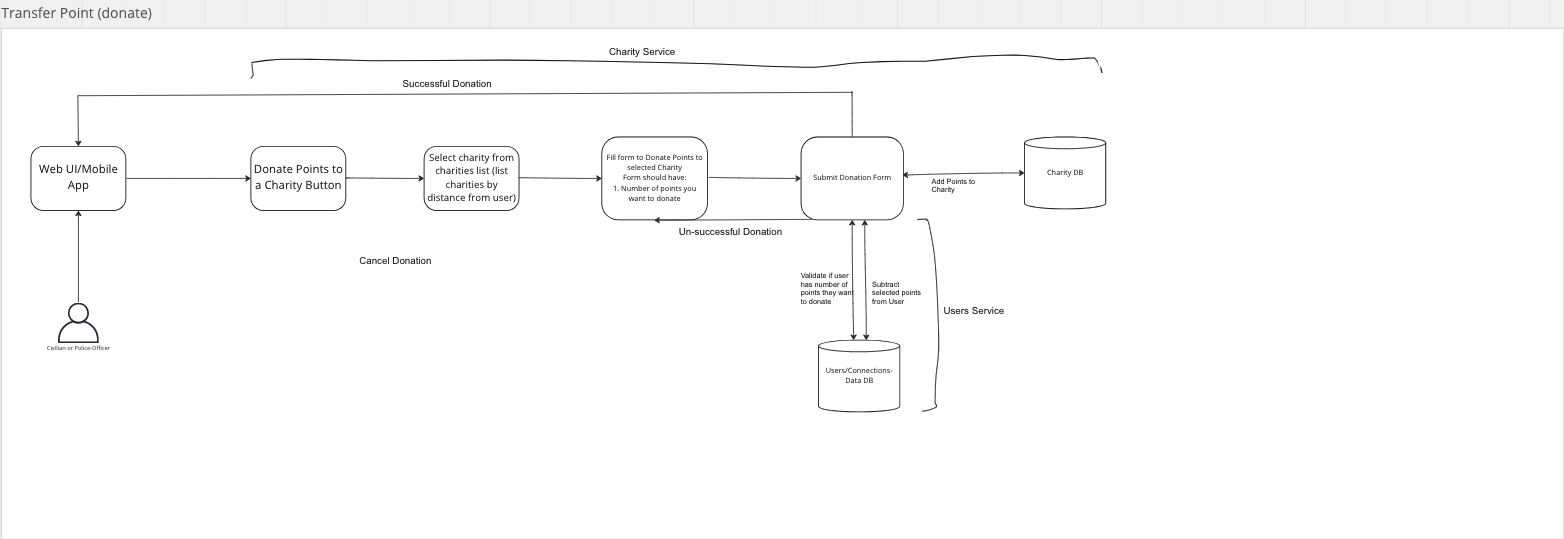 Transfer Point (donate)
Charity Service
Successful Donation
Web UI/Mobile
App
Donate Points to
a Charity Button
Select charity from
charities list (list
charities by
distance from user)
Fill form to Donate Points to
selected Charity
Form should have:
1. Number of points you
want to donate
Submit Donation Form
Add Points to
Charity
Charity DB
Un-successful Donation
Cancel Donation
Validate if user
has number of
points they want
to donate
Subtract
selected points
from User
Users Service
Civilian or Police-Officer
Users/Connections-
Data DB